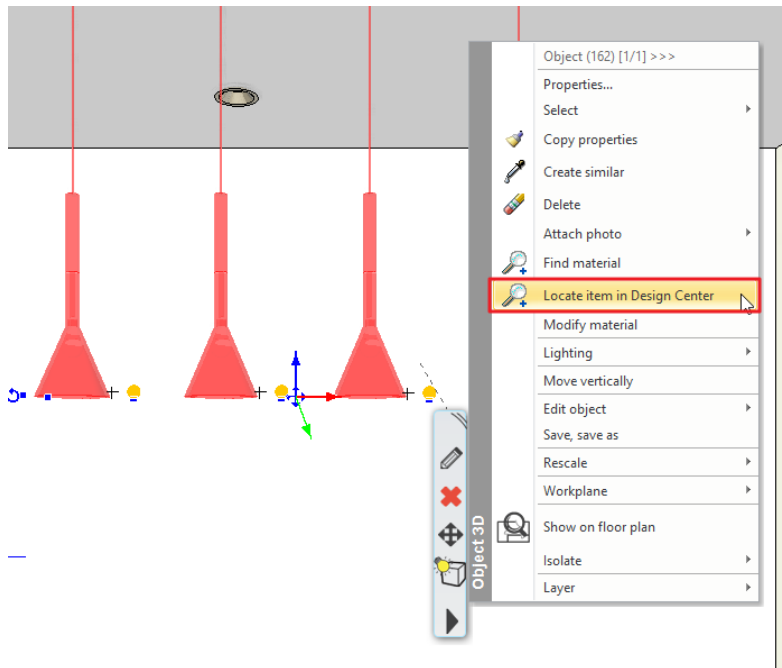 Object (162) [1/1] >>>
Properties...
Select
Copy properties
Create similar
Delete
Attach photo
Find material
Locate item in Design Center
Modify material
Lighting
Move vertically
Edit object
Save, save as
Rescale
Workplane
Show on floor plan
Isolate
Layer
Object 3D